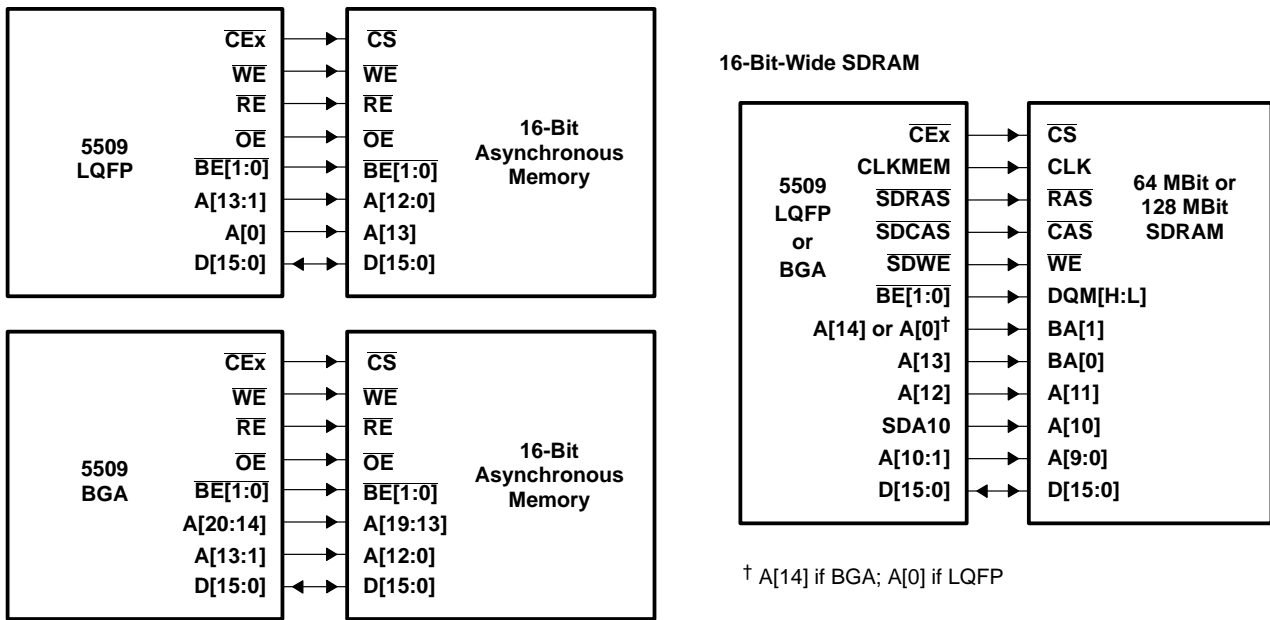 CEx CS
WE WE
RE RE
OE OE
BE[1:0] BE[1:0]
A[13:1] A[12:0]
A[0] A[13]
D[15:0] D[15:0]
5509
LQFP
16-Bit
Asynchronous
Memory
CEx CS
WE WE
RE RE
OE OE
BE[1:0] BE[1:0]
A[20:14] A[19:13]
A[13:1] A[12:0]
D[15:0] D[15:0]
5509
BGA
16-Bit
Asynchronous
Memory
16-Bit-Wide SDRAM
CEx CS
CLKMEM CLK
SDRAS RAS
SDCAS CAS
SDWE WE
BE[1:0] DQM[H:L]
A[14] or A[0]† BA[1]
A[13] BA[0]
A[12] A[11]
SDA10 A[10]
A[10:1] A[9:0]
D[15:0] D[15:0]
5509
LQFP
or
BGA
64 MBit or
128 MBit
SDRAM
† A[14] if BGA; A[0] if LQFP